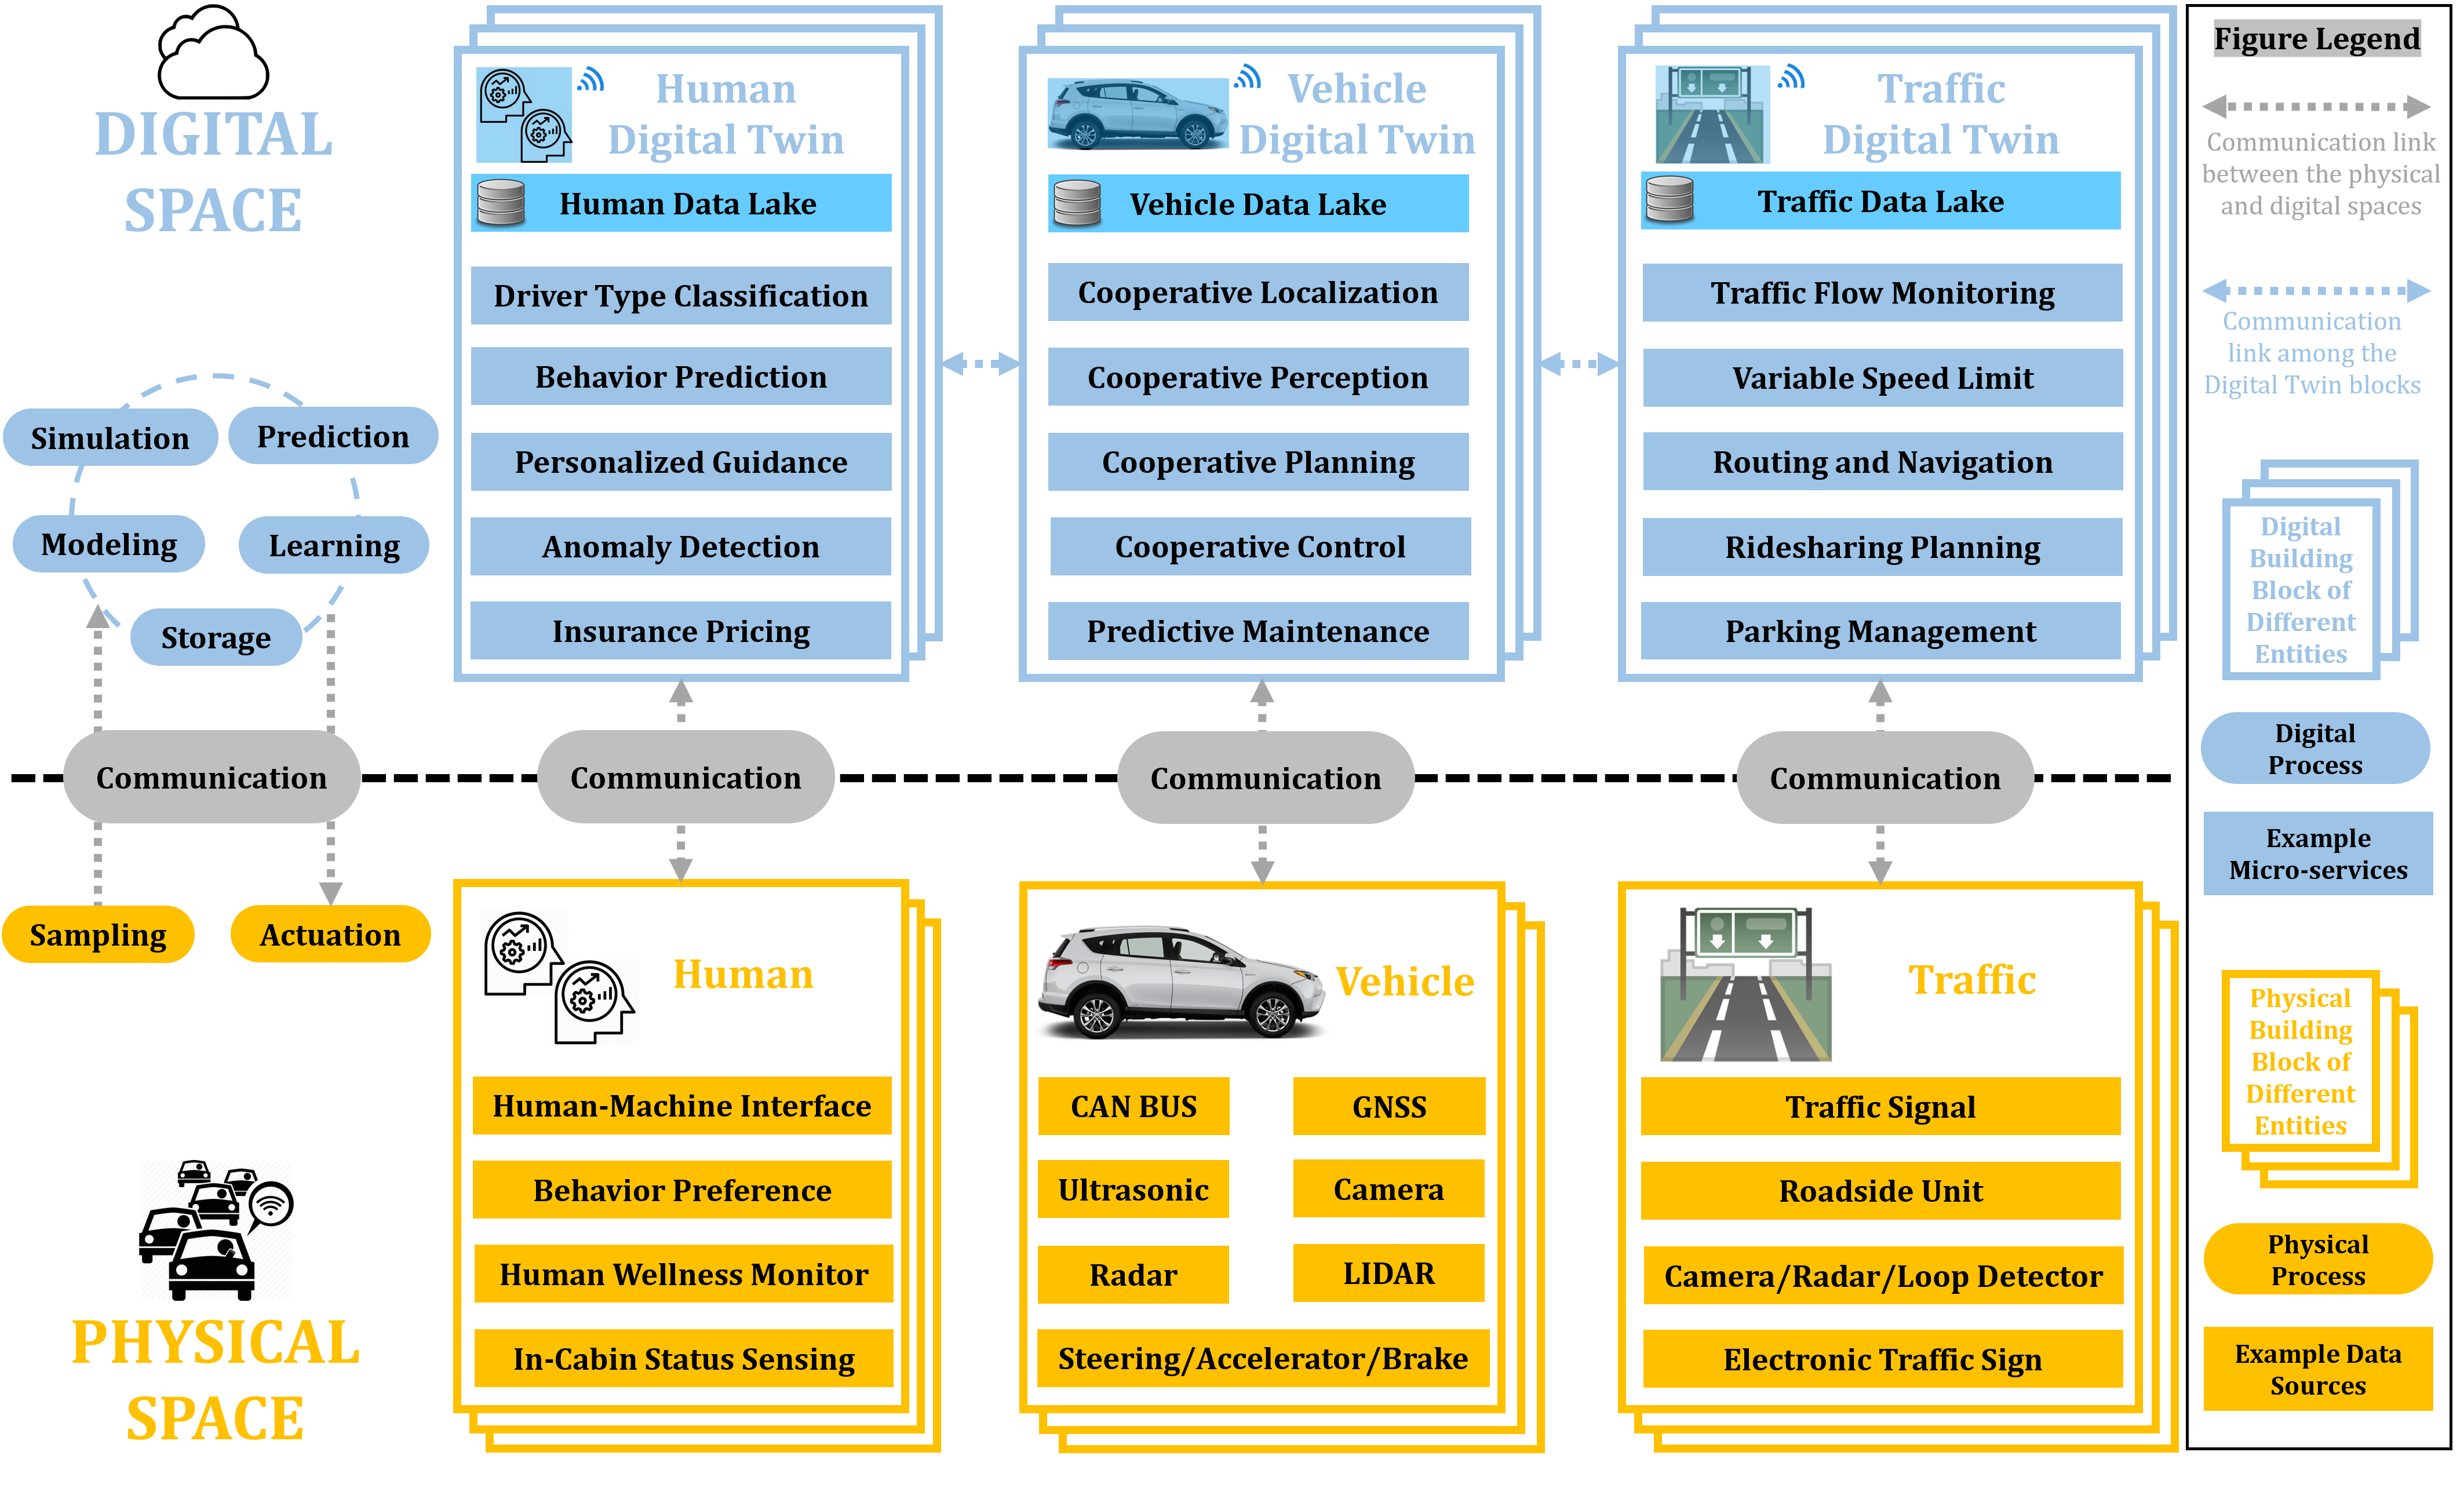 DIGITAL
SPACE
Simulation
Prediction
Modeling
Learning
Storage
Communication
Sampling
Actuation
PHYSICAL
SPACE
Human
Digital Twin
Human Data Lake
Driver Type Classification
Behavior Prediction
Personalized Guidance
Anomaly Detection
Insurance Pricing
Vehicle
Digital Twin
Vehicle Data Lake
Cooperative Localization
Cooperative Perception
Cooperative Planning
Cooperative Control
Predictive Maintenance
Traffic
Digital Twin
Traffic Data Lake
Traffic Flow Monitoring
Variable Speed Limit
Routing and Navigation
Ridesharing Planning
Parking Management
Communication
Communication
Communication
Human
Human-Machine Interface
Behavior Preference
Human Wellness Monitor
In-Cabin Status Sensing
Vehicle
CAN BUS
GNSS
Ultrasonic
Camera
Radar
LIDAR
Steering/Accelerator/Brake
Traffic
Traffic Signal
Roadside Unit
Camera/Radar/Loop Detector
Electronic Traffic Sign
Figure Legend
Communication link
between the physical
and digital spaces
Communication
link among the
Digital Twin blocks
Digital
Building
Block of
Different
Entities
Digital
Process
Example
Micro-services
Physical
Building
Block of
Different
Entities
Physical
Process
Example Data
Sources